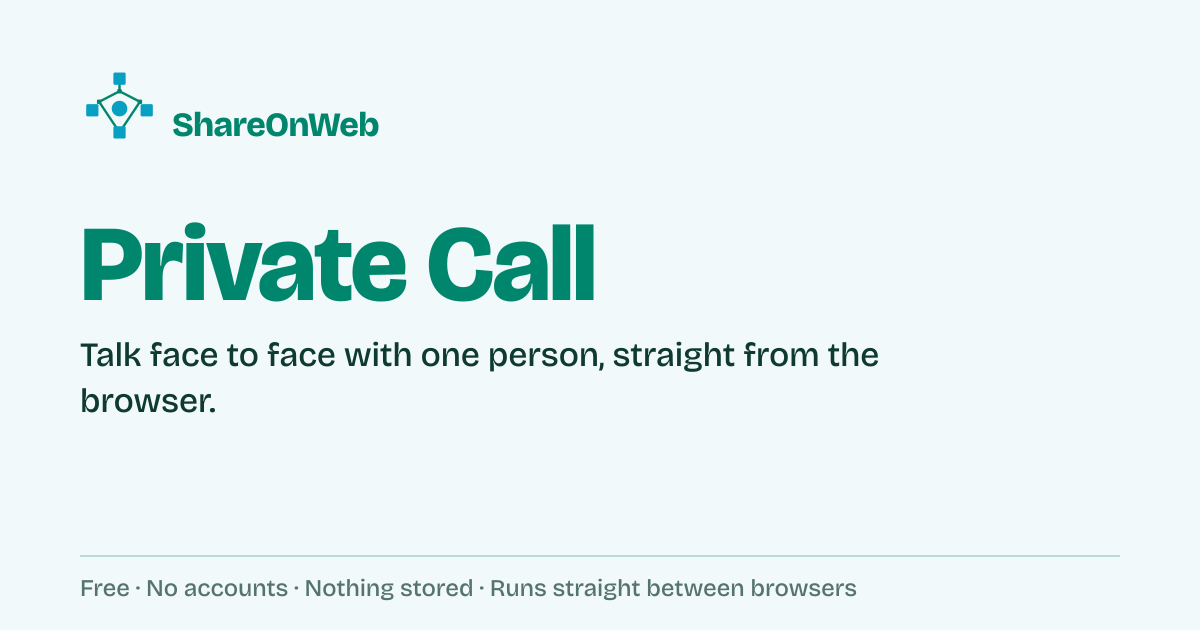 ShareOnWeb
Private Call
Talk face to face with one person, straight from the
browser.
Free · No accounts · Nothing stored · Runs straight between browsers